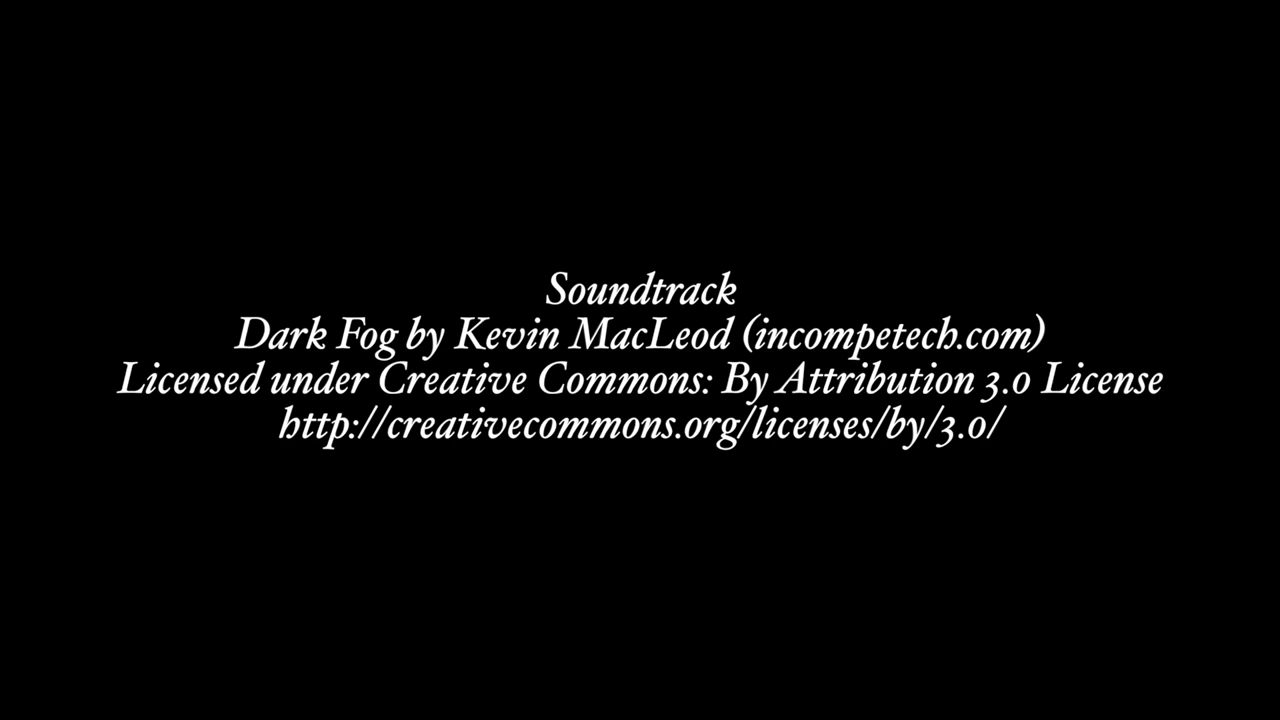 Soundtrack
Dark Fog by Kevin MacLeod (incompetech.com)
Licensed under Creative Commons: By Attribution 3.0 License
http://creativecommons.org/licenses/by/3.0/